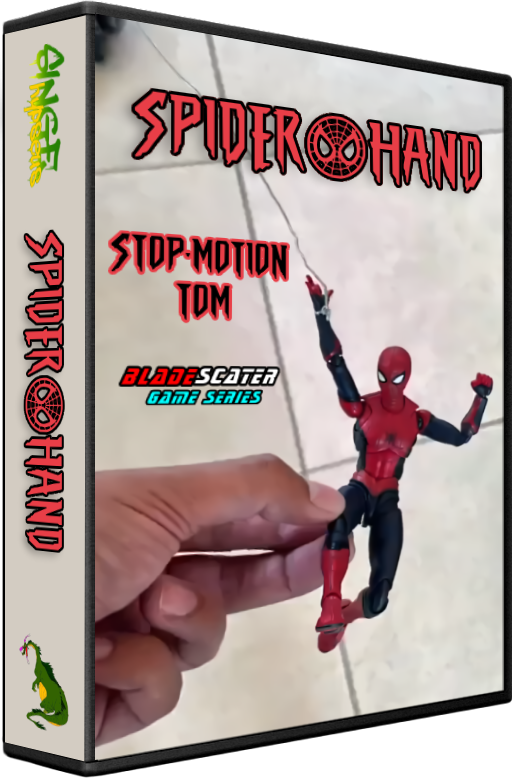 SPIDER HAND
STOP-MOTION
TOM
BLADESCATER
GAME SERIES
SPIDER HAND